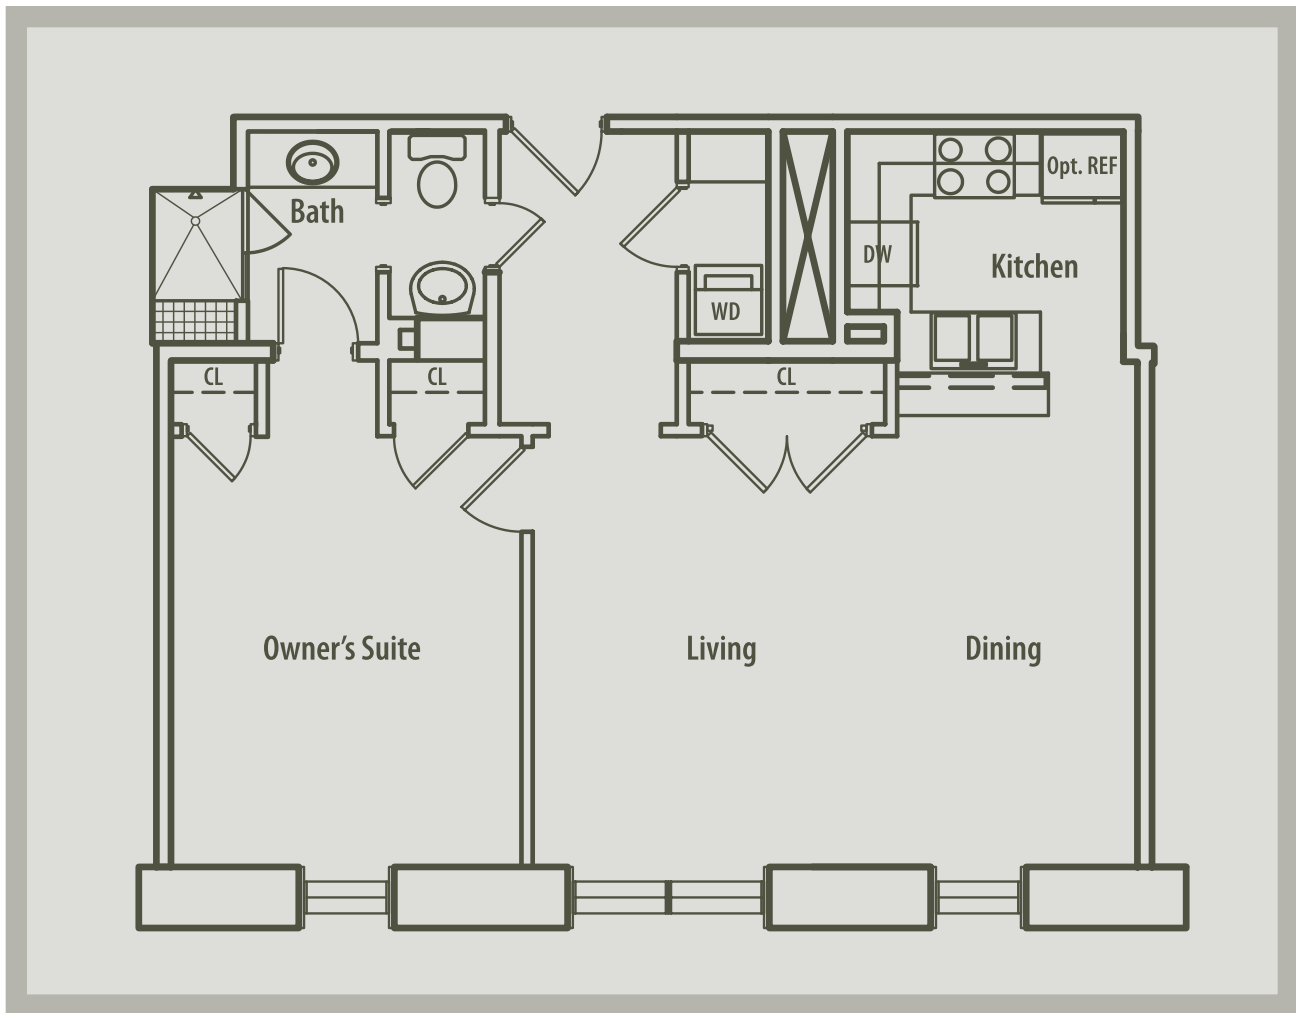 Opt. REF
Bath
DW
Kitchen
WD
CL
CL
CL
Owner's Suite
Living
Dining